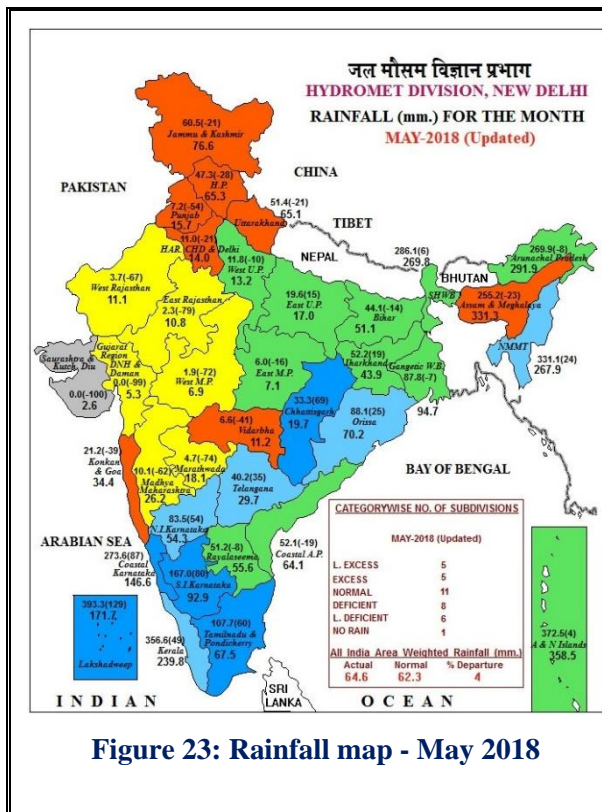 जल मौसम विज्ञान प्रभाग
HYDROMET DIVISION, NEW DELHI
RAINFALL (mm.) FOR THE MONTH
MAY-2018 (Updated)
60.5(-21)
Jammu & Kashmir
76.6
CHINA
47.3(-28)
H.P.
65.3
PAKISTAN
7.2(-54)
Punjab
15.7
51.4(-21)
Uttarakhand
65.1
TIBET
11.0(-21)
HAR. CHD & Delhi
14.0
NEPAL
11.8(-10)
West U.P.
13.2
286.1(6)
269.8
SHWB
BHUTAN
269.9(-8)
Arunachal Pradesh
291.9
3.7(-67)
West Rajasthan
11.1
East Rajasthan
2.3(-79)
10.8
19.6(15)
East U.P.
17.0
44.1(-14)
Bihar
51.1
255.2(-23)
Assam & Meghalaya
331.3
NMMT
331.1(24)
267.9
Gujarat
Region
DNH &
Daman
0.0(-99)
5.3
Saurashtra &
Kutch, Diu
0.0(-100)
2.6
1.9(-72)
West M.P.
6.9
6.0(-16)
East M.P.
7.1
52.2(19)
Jharkhand
43.9
Gangetic W.B.
87.8(-7)
94.7
33.3(69)
Chhattisgarh
19.7
88.1(25)
Orissa
70.2
6.6(-41)
Vidarbha
11.2
21.2(-39)
Konkan
& Goa
34.4
10.1(-62)
Madhya
Maharashtra
26.2
4.7(-74)
Marathwada
18.1
40.2(35)
Telangana
29.7
BAY OF BENGAL
ARABIAN SEA
83.5(54)
N.I.Karnataka
54.3
273.6(87)
Coastal
Karnataka
146.6
51.2(-8)
Rayalaseema
55.6
52.1(-19)
Coastal A.P.
64.1
167.0(80)
S.I.Karnataka
92.9
393.3(129)
171.7
Lakshadweep
356.6(49)
Kerala
239.8
107.7(60)
Tamilnadu &
Pondicherry
67.5
372.5(4)
A & N Islands
358.5
CATEGORYWISE NO. OF SUBDIVISIONS
MAY-2018 (Updated)
L. EXCESS 5
EXCESS 5
NORMAL 11
DEFICIENT 8
L. DEFICIENT 6
NO RAIN 1
All India Area Weighted Rainfall (mm.)
Actual Normal % Departure
64.6 62.3 4
SRI
LANKA
INDIAN OCEAN
Figure 23: Rainfall map - May 2018